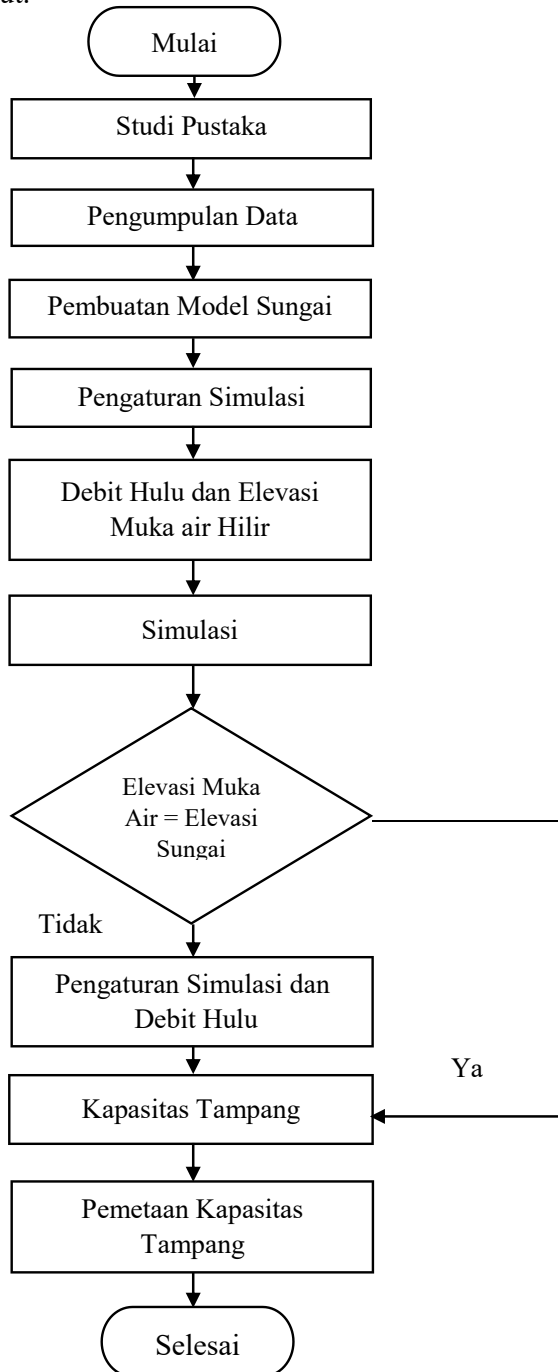 Mulai
Studi Pustaka
Pengumpulan Data
Pembuatan Model Sungai
Pengaturan Simulasi
Debit Hulu dan Elevasi
Muka air Hilir
Simulasi
Elevasi Muka
Air = Elevasi
Sungai
Tidak
Pengaturan Simulasi dan
Debit Hulu
Ya
Kapasitas Tampang
Pemetaan Kapasitas
Tampang
Selesai